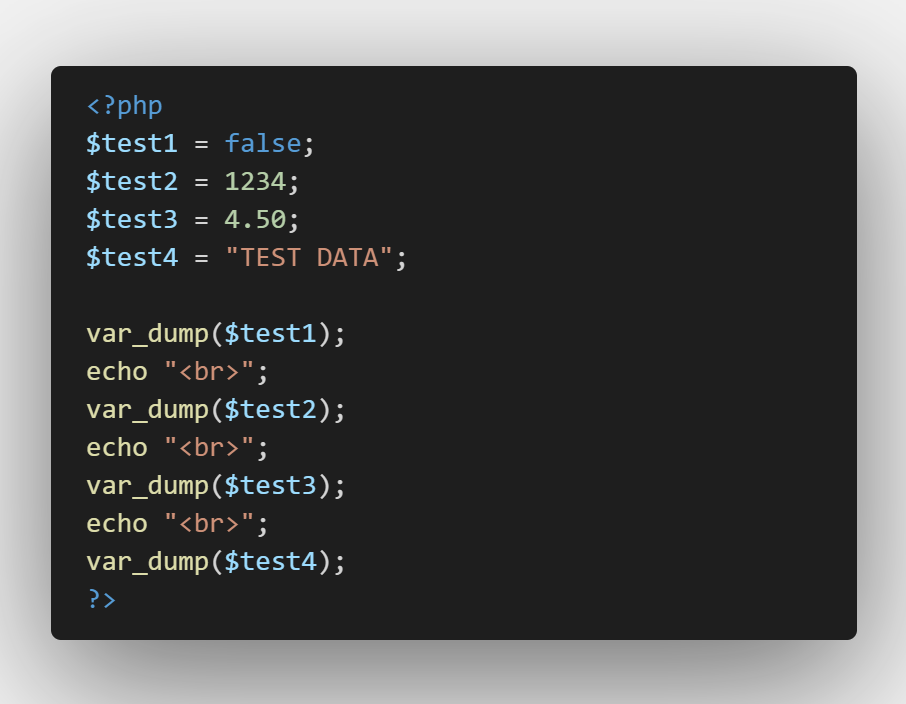 <?php
$test1 = false;
$test2 = 1234;
$test3 = 4.50;
$test4 = "TEST DATA";
var_dump($test1);
echo "<br>";
var_dump($test2);
echo "<br>";
var_dump($test3);
echo "<br>";
var_dump($test4);
?>